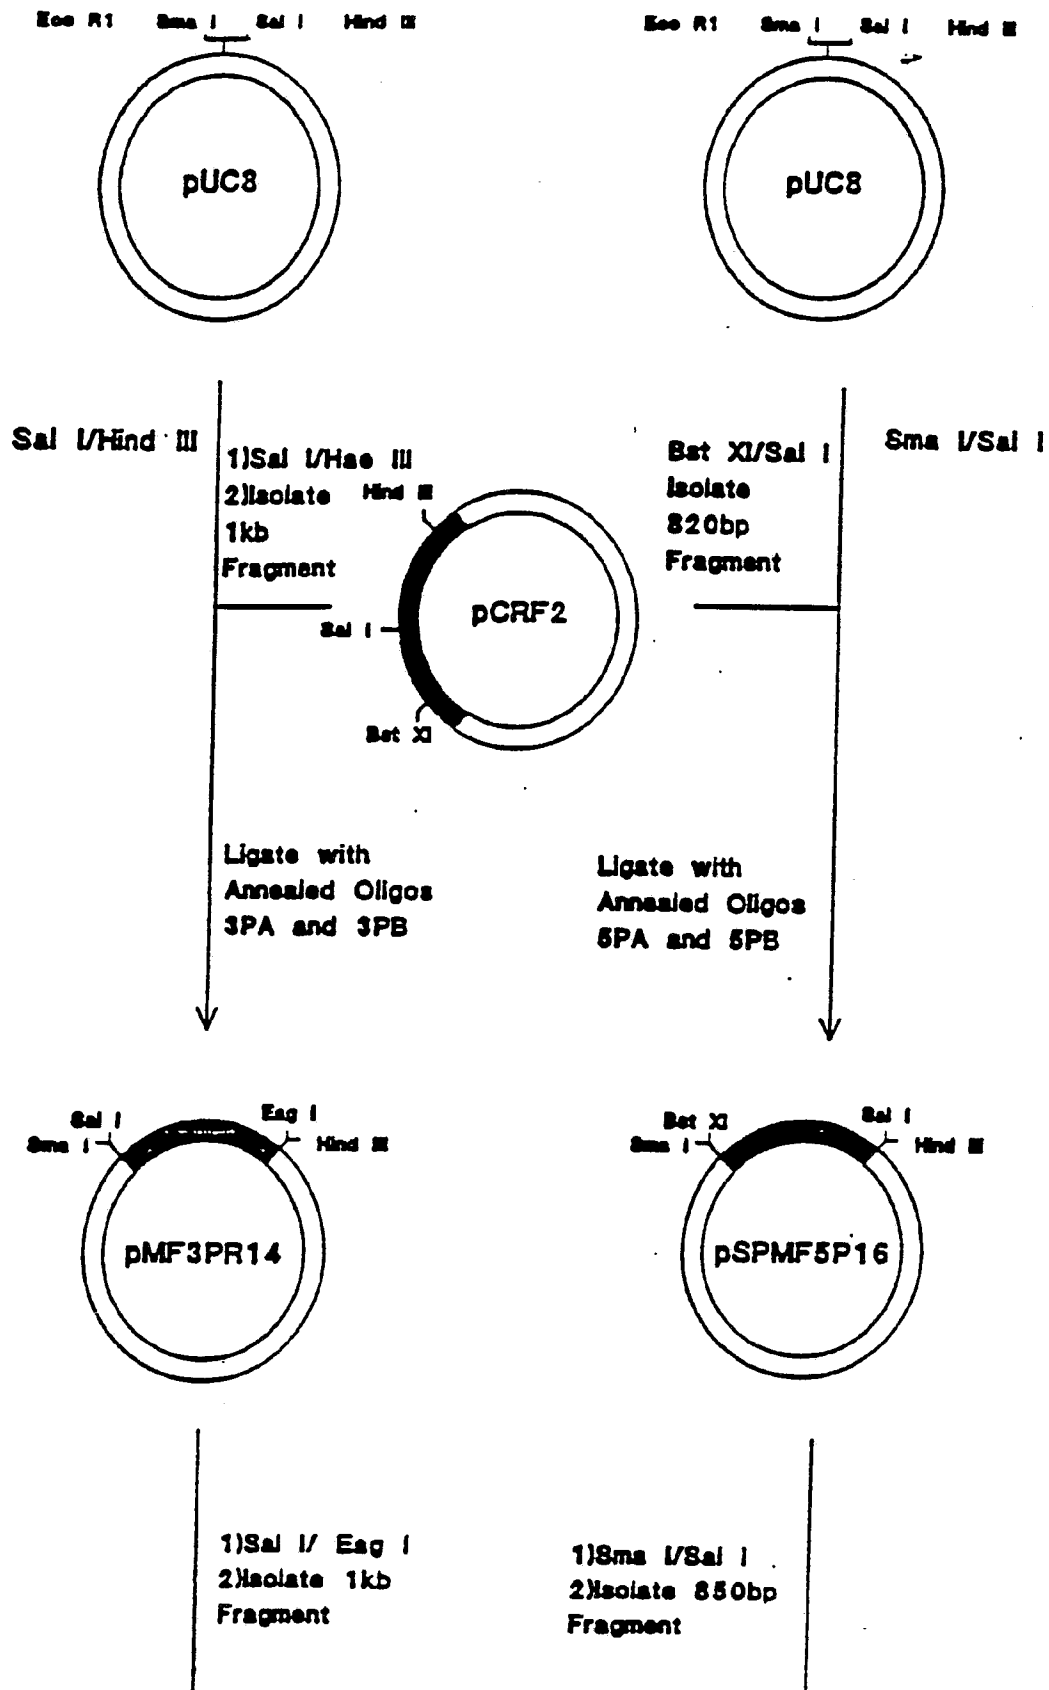 Eco R1 Sma I Sal I Hind III
Eco R1 Sma I Sal I Hind III
pUC8
pUC8
Sal I/Hind III
1)Sal I/Hae III
2)Isolate
1kb
Fragment
Bst XI/Sal I
Isolate
820bp
Fragment
Sma I/Sal I
Hind III
Sal I
Bst XI
pCRF2
Ligate with
Annealed Oligos
3PA and 3PB
Ligate with
Annealed Oligos
5PA and 5PB
Sal I
Sma I
Eag I
Hind III
pMF3PR14
Bst XI
Sma I
Sal I
Hind III
pSPMF5P16
1)Sal I/ Eag I
2)Isolate 1kb
Fragment
1)Sma I/Sal I
2)Isolate 850bp
Fragment